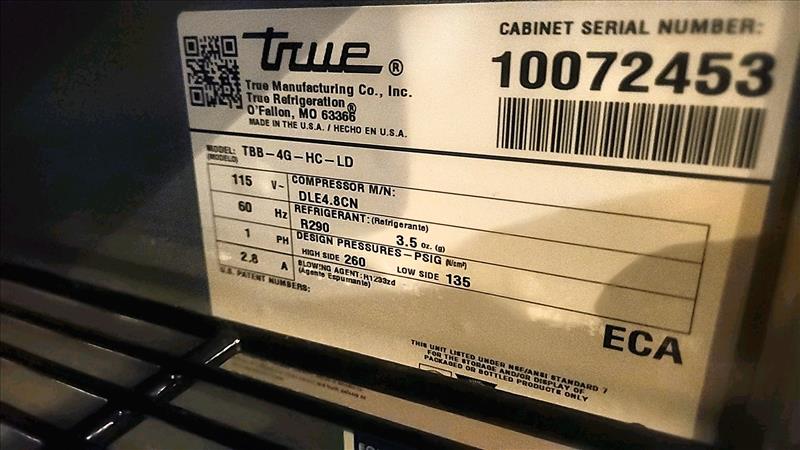 true®
CABINET SERIAL NUMBER:
10072453
True Manufacturing Co., Inc.
True Refrigeration®
O'Fallon, MO 63366
MADE IN THE U.S.A. / HECHO EN U.S.A.
MODEL: TBB-4G-HC-LD
(MODELO)
115 V~
COMPRESSOR M/N:
DLE4.8CN
60 Hz
REFRIGERANT: (Refrigerante)
R290 3.5 oz. (g)
1 PH
DESIGN PRESSURES-PSIG (N/cm²)
HIGH SIDE 260 LOW SIDE 135
2.8 A
BLOWING AGENT: R1233zd
(Agente Espumante)
U.S. PATENT NUMBERS:
ECA
THIS UNIT LISTED UNDER NSF/ANSI STANDARD 7
FOR THE STORAGE AND/OR DISPLAY OF
PACKAGED OR BOTTLED PRODUCTS ONLY